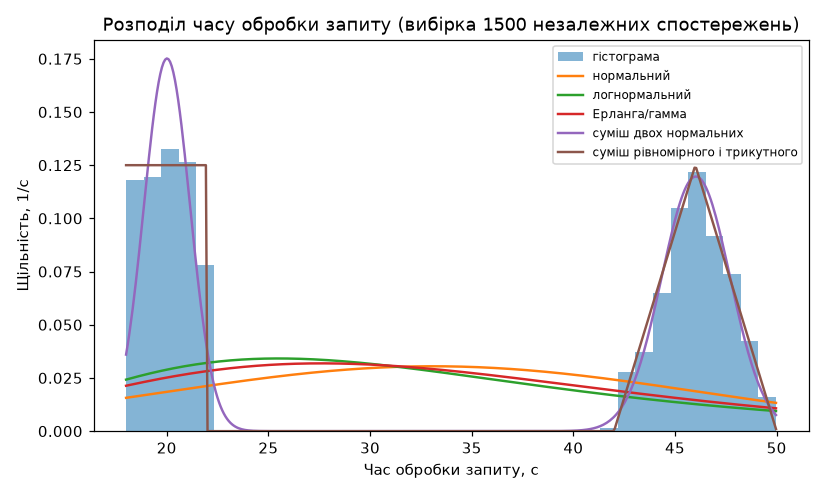 Розподіл часу обробки запиту (вибірка 1500 незалежних спостережень)
гістограма
нормальний
логнормальний
Ерланга/гамма
суміш двох нормальних
суміш рівномірного і трикутного
Щільність, 1/с
0.175
0.150
0.125
0.100
0.075
0.050
0.025
0.000
20 25 30 35 40 45 50
Час обробки запиту, с